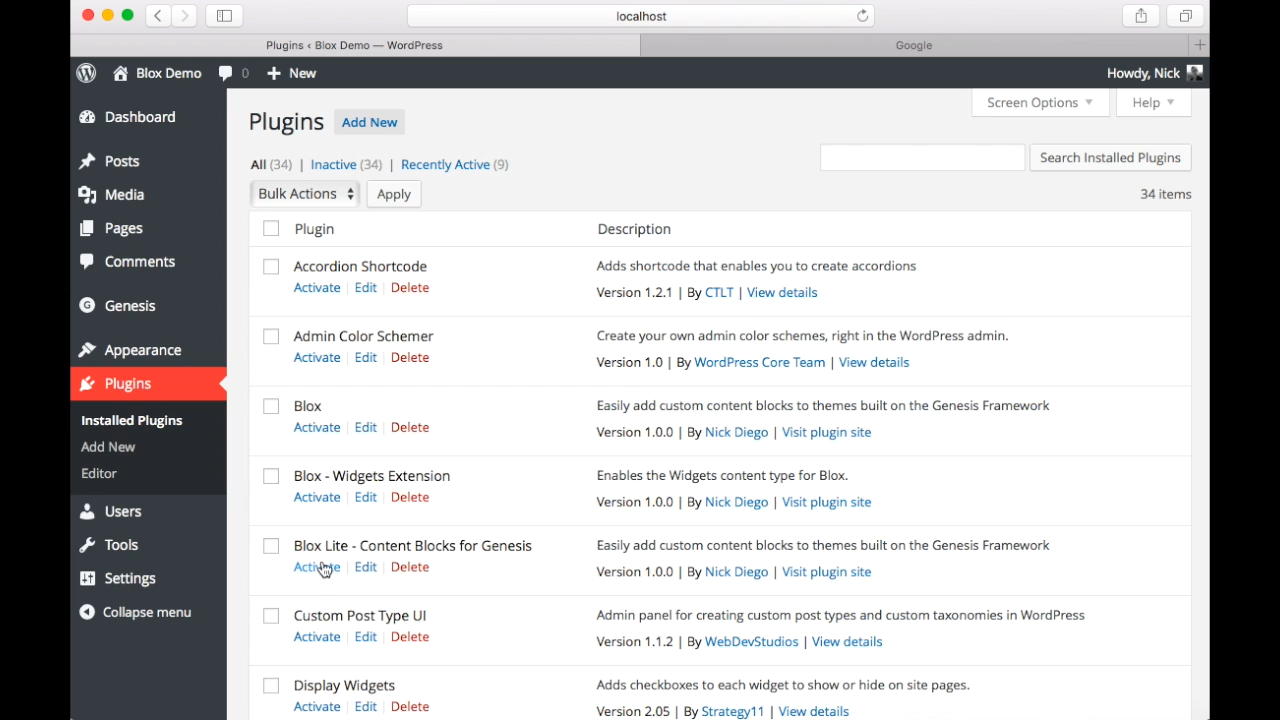 localhost
Plugins ‹ Blox Demo — WordPress
Google
Blox Demo
0
New
Howdy, Nick
Dashboard
Posts
Media
Pages
Comments
Genesis
Appearance
Plugins
Installed Plugins
Add New
Editor
Users
Tools
Settings
Collapse menu
Screen Options
Help
Plugins Add New
All (34) | Inactive (34) | Recently Active (9)
Search Installed Plugins
Bulk Actions Apply
34 items
Plugin Description
Accordion Shortcode
Activate | Edit | Delete
Adds shortcode that enables you to create accordions
Version 1.2.1 | By CTLT | View details
Admin Color Schemer
Activate | Edit | Delete
Create your own admin color schemes, right in the WordPress admin.
Version 1.0 | By WordPress Core Team | View details
Blox
Activate | Edit | Delete
Easily add custom content blocks to themes built on the Genesis Framework
Version 1.0.0 | By Nick Diego | Visit plugin site
Blox - Widgets Extension
Activate | Edit | Delete
Enables the Widgets content type for Blox.
Version 1.0.0 | By Nick Diego | Visit plugin site
Blox Lite - Content Blocks for Genesis
Activate | Edit | Delete
Easily add custom content blocks to themes built on the Genesis Framework
Version 1.0.0 | By Nick Diego | Visit plugin site
Custom Post Type UI
Activate | Edit | Delete
Admin panel for creating custom post types and custom taxonomies in WordPress
Version 1.1.2 | By WebDevStudios | View details
Display Widgets
Activate | Edit | Delete
Adds checkboxes to each widget to show or hide on site pages.
Version 2.05 | By Strategy11 | View details